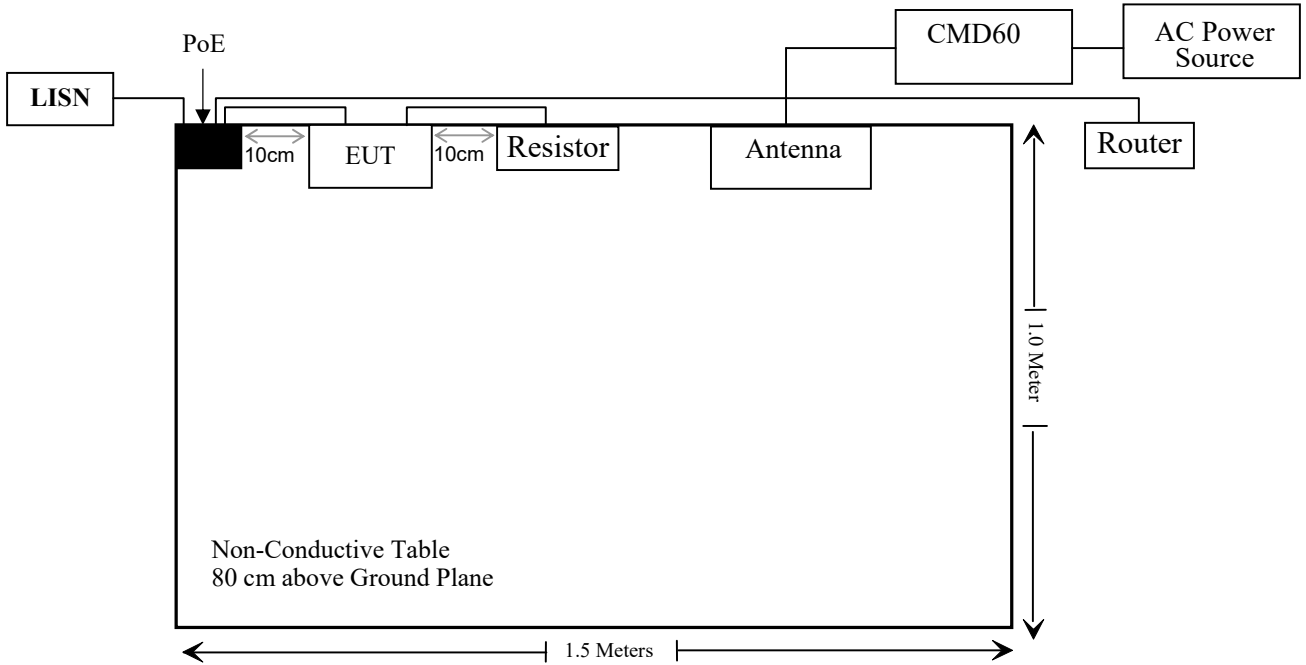 CMD60
AC Power
Source
PoE
LISN
10cm
EUT
10cm
Resistor
Antenna
Router
1.0 Meter
Non-Conductive Table
80 cm above Ground Plane
1.5 Meters